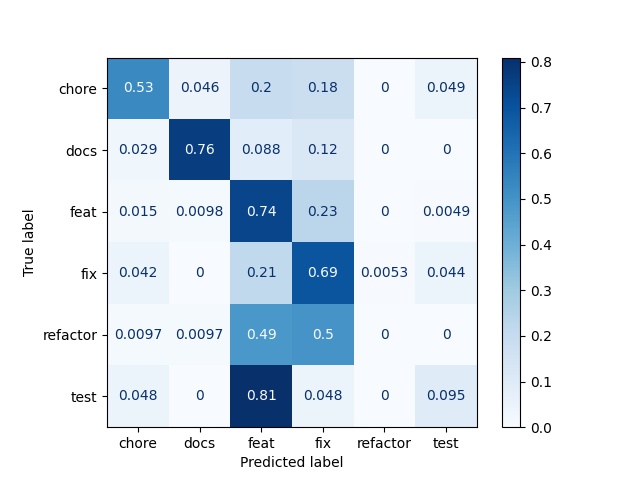 chore 0.53 0.046 0.2 0.18 0 0.049
docs 0.029 0.76 0.088 0.12 0 0
feat 0.015 0.0098 0.74 0.23 0 0.0049
fix 0.042 0 0.21 0.69 0.0053 0.044
refactor 0.0097 0.0097 0.49 0.5 0 0
test 0.048 0 0.81 0.048 0 0.095
chore docs feat fix refactor test
Predicted label
True label
0.8
0.7
0.6
0.5
0.4
0.3
0.2
0.1
0.0